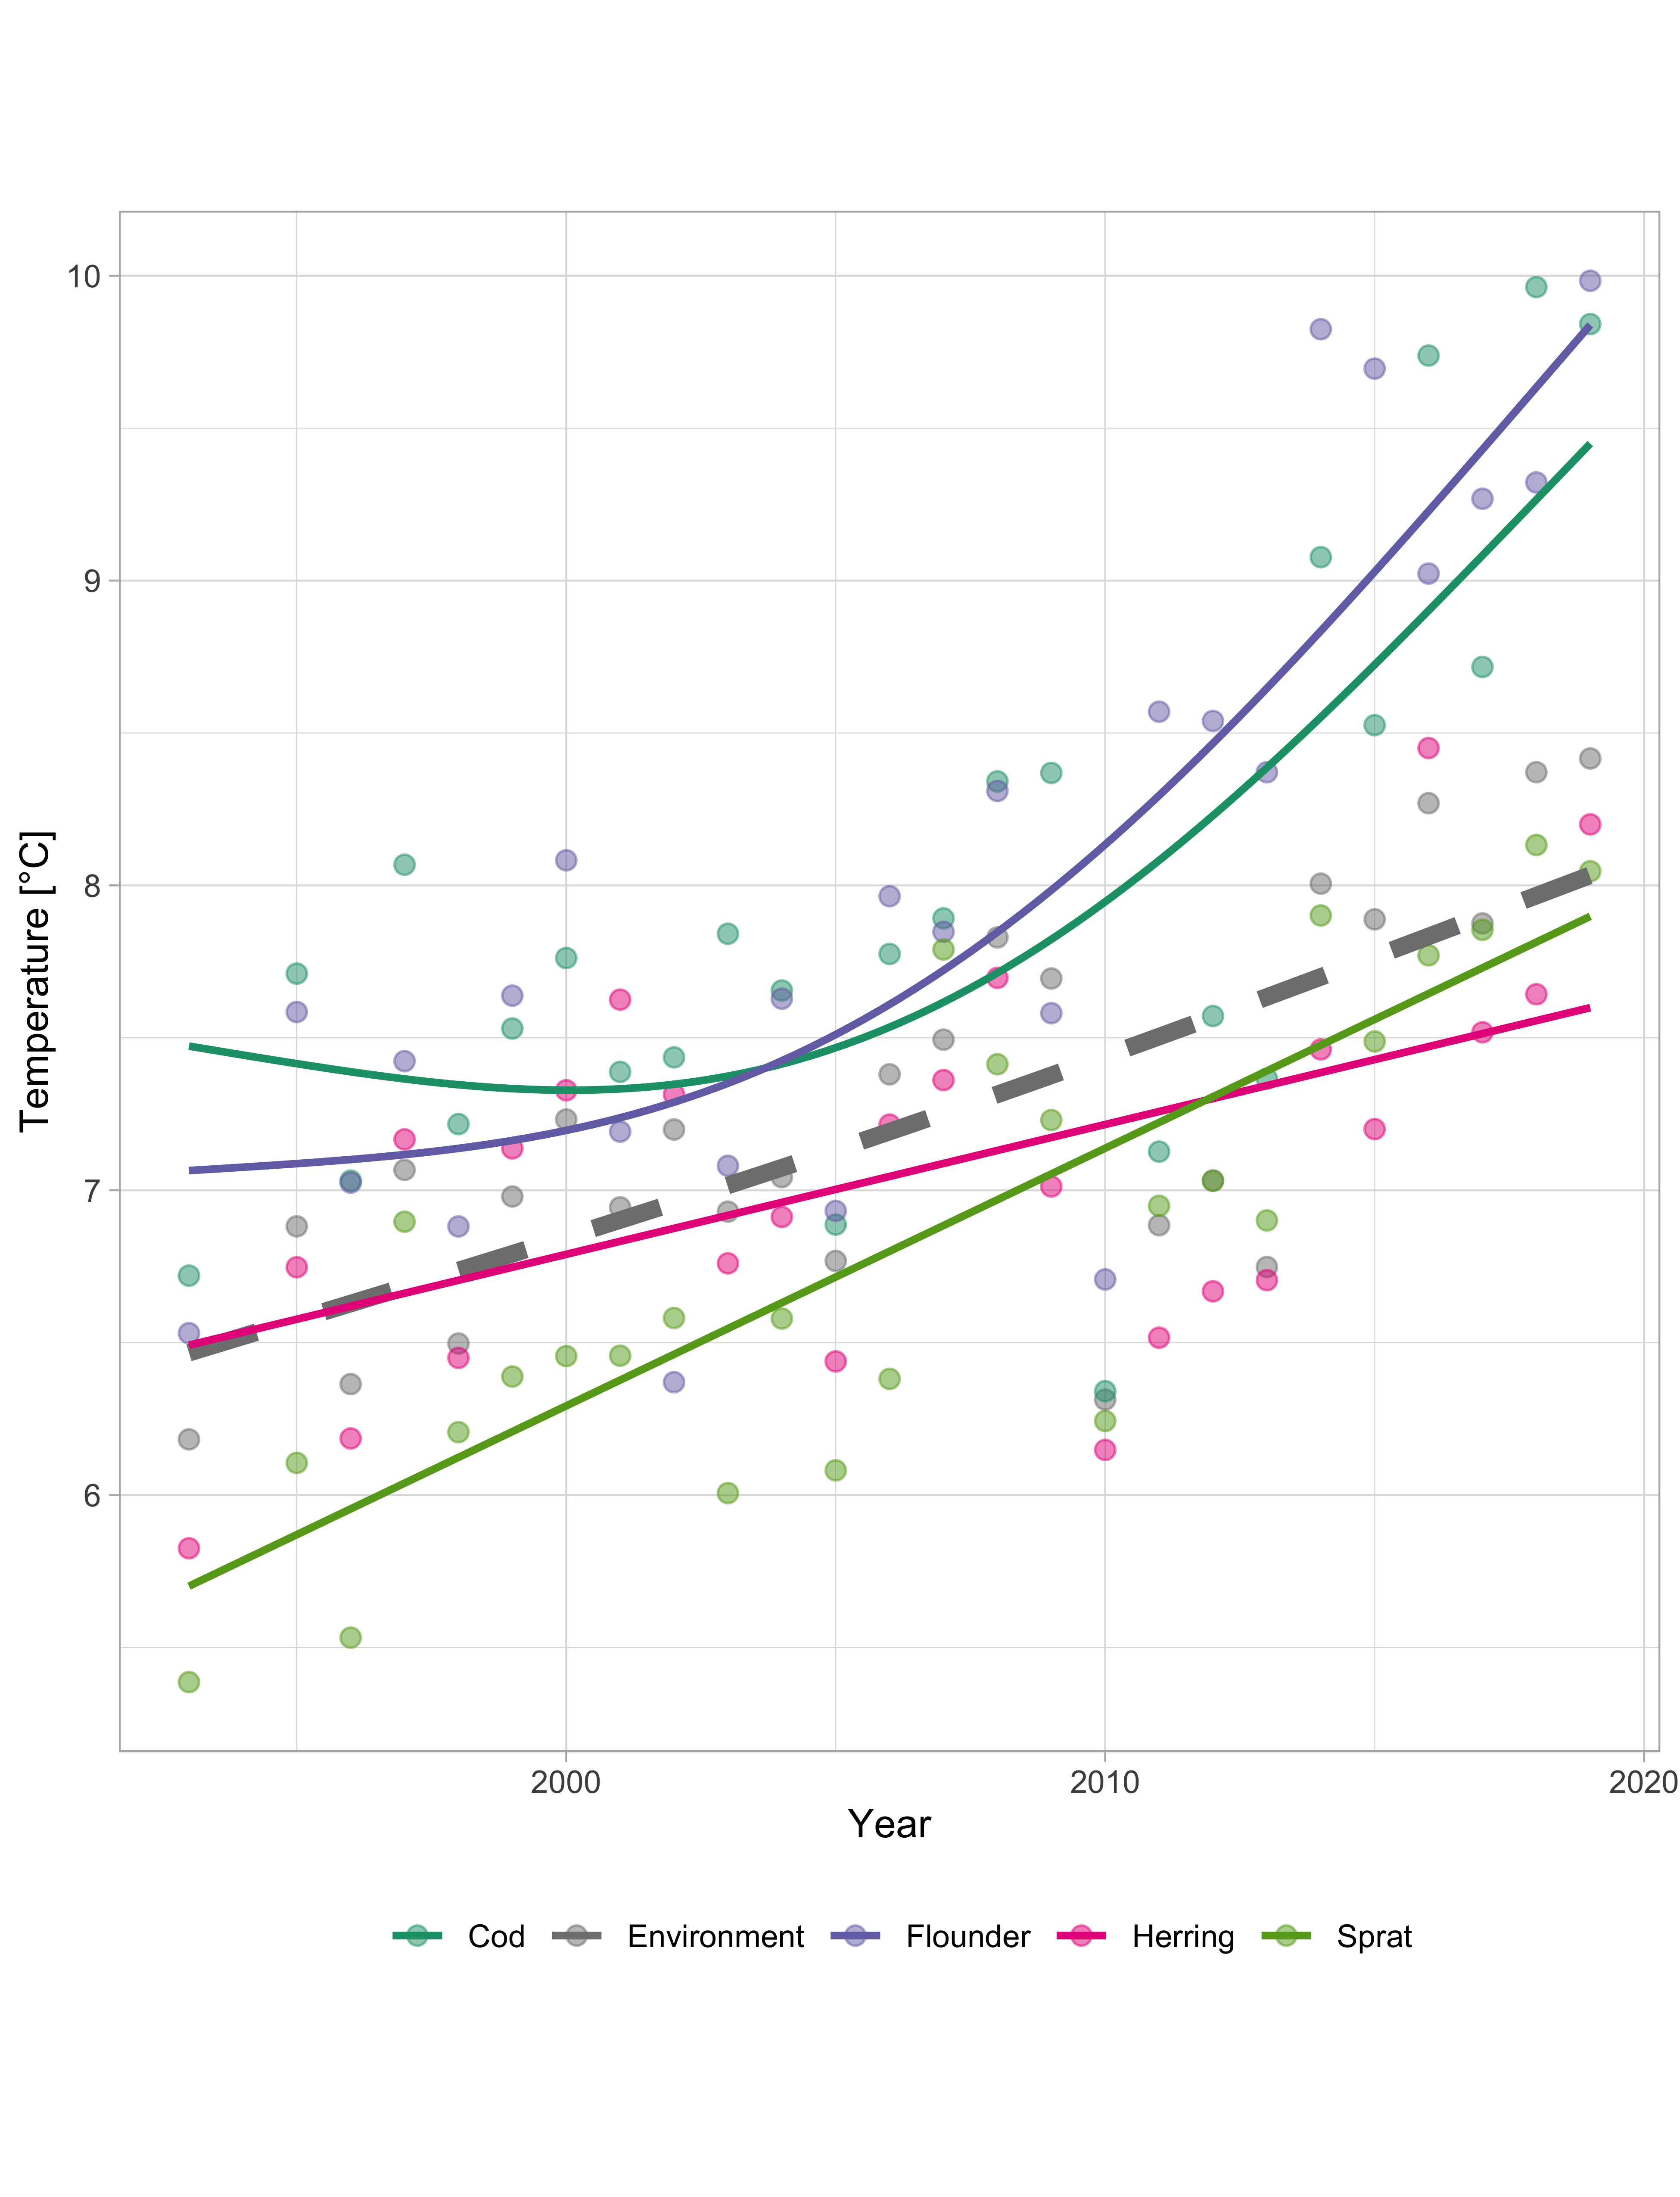 Temperature [°C]
10
9
8
7
6
2000 2010 2020
Year
Cod Environment Flounder Herring Sprat